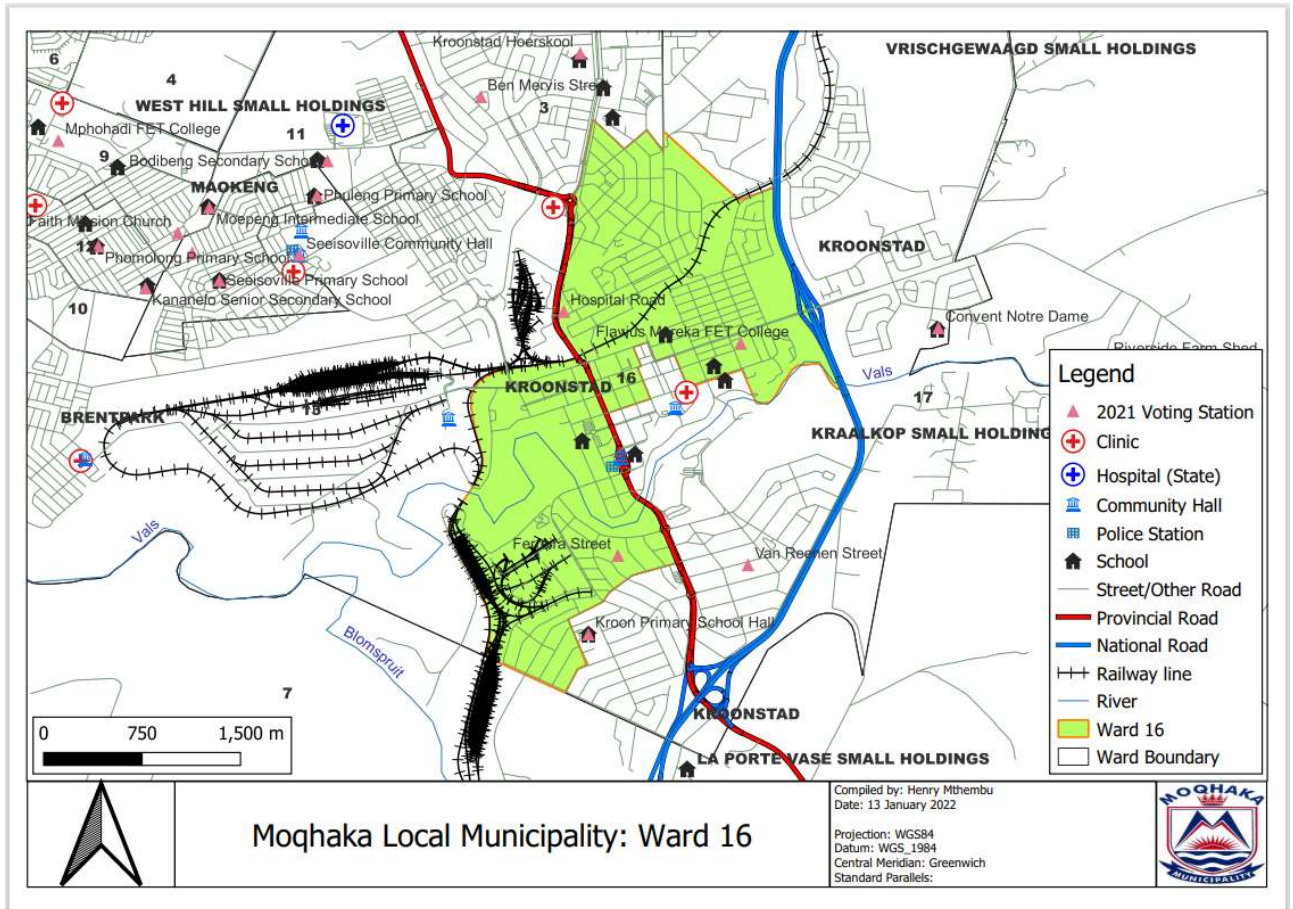 Kroonstad Hoerskool
VRISCHGEWAAGD SMALL HOLDINGS
6
4
Ben Mervis Stre
3
WEST HILL SMALL HOLDINGS
Mphohadi FET College
11
9
Bodibeng Secondary School
MAOKENG
Phuleng Primary School
Faith Mission Church
Moepeng Intermediate School
12
Seeisoville Community Hall
KROONSTAD
Phomolong Primary School
Seeisoville Primary School
Kananelo Senior Secondary School
10
Hospital Road
Convent Notre Dame
Flavius Mareka FET College
Riverside Farm Shed
Vals
KROONSTAD
16
17
13
BRENTPARK
KRAALKOP SMALL HOLDING
Vals
Ferreira Street
Van Reenen Street
Kroon Primary School Hall
Blomspruit
7
KROONSTAD
LA PORTE VASE SMALL HOLDINGS
0 750 1,500 m
Legend
2021 Voting Station
Clinic
Hospital (State)
Community Hall
Police Station
School
Street/Other Road
Provincial Road
National Road
Railway line
River
Ward 16
Ward Boundary
Moqhaka Local Municipality: Ward 16
Compiled by: Henry Mthembu
Date: 13 January 2022
Projection: WGS84
Datum: WGS_1984
Central Meridian: Greenwich
Standard Parallels:
MOQHAKA
MUNICIPALITY